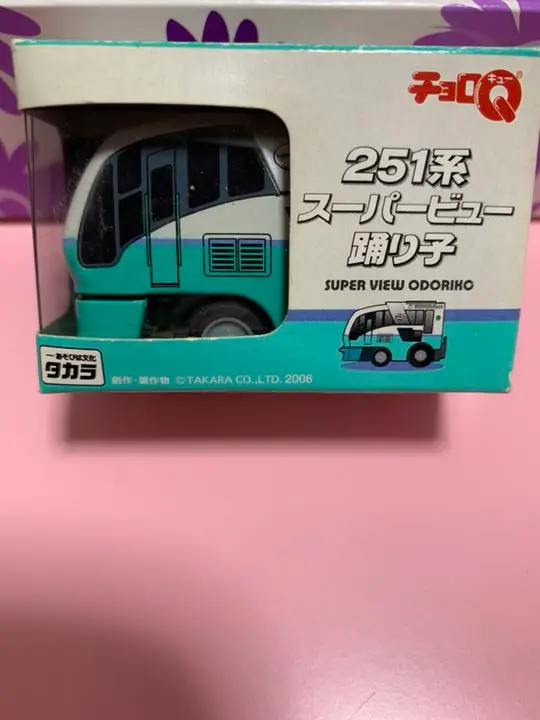 チョロQ
キュー
®
251系
スーパービュー
踊り子
SUPER VIEW ODORIKO
―あそびは文化
タカラ
創作・著作物 ©TAKARA CO.,LTD. 2006